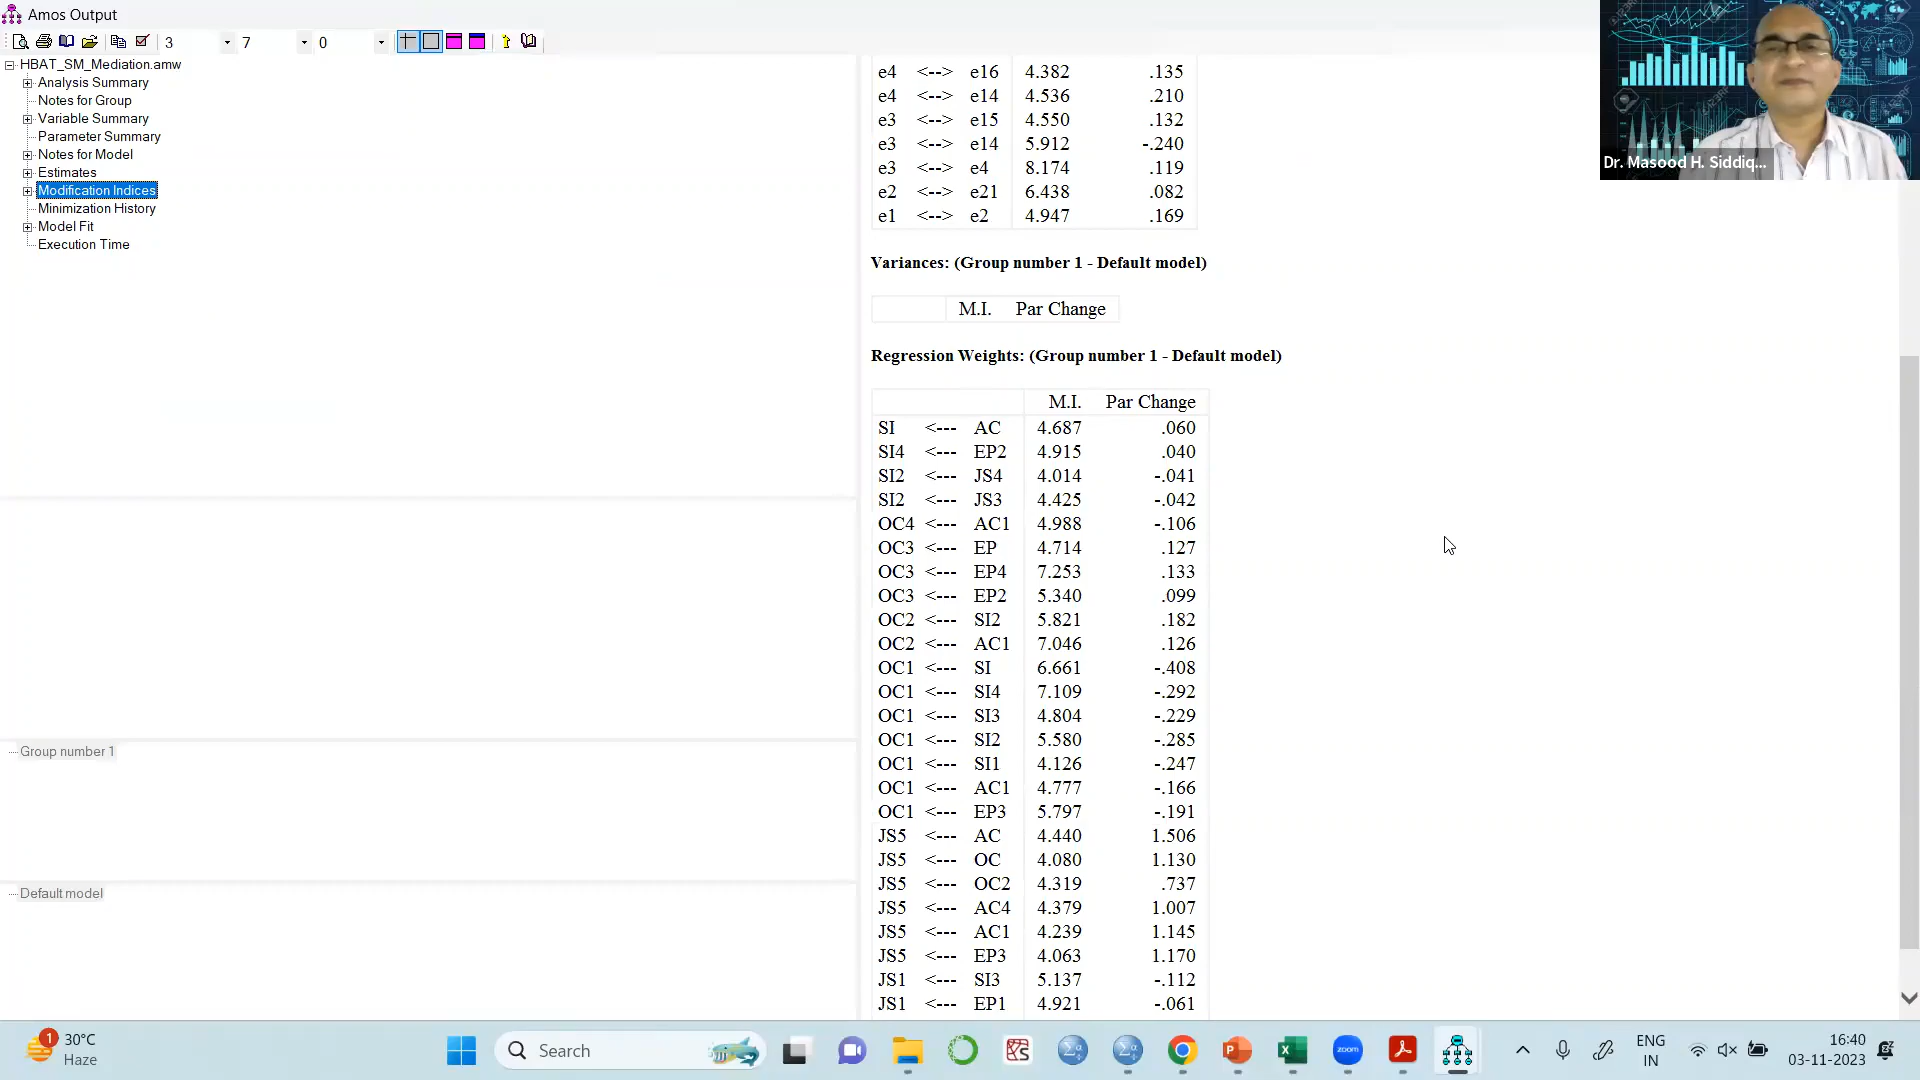 Amos Output
3 7 0
HBAT_SM_Mediation.amw
Analysis Summary
Notes for Group
Variable Summary
Parameter Summary
Notes for Model
Estimates
Modification Indices
Minimization History
Model Fit
Execution Time
Group number 1
Default model
e4 <--> e16 4.382 .135
e4 <--> e14 4.536 .210
e3 <--> e15 4.550 .132
e3 <--> e14 5.912 -.240
e3 <--> e4 8.174 .119
e2 <--> e21 6.438 .082
e1 <--> e2 4.947 .169
Variances: (Group number 1 - Default model)
M.I. Par Change
Regression Weights: (Group number 1 - Default model)
M.I. Par Change
SI <--- AC 4.687 .060
SI4 <--- EP2 4.915 .040
SI2 <--- JS4 4.014 -.041
SI2 <--- JS3 4.425 -.042
OC4 <--- AC1 4.988 -.106
OC3 <--- EP 4.714 .127
OC3 <--- EP4 7.253 .133
OC3 <--- EP2 5.340 .099
OC2 <--- SI2 5.821 .182
OC2 <--- AC1 7.046 .126
OC1 <--- SI 6.661 -.408
OC1 <--- SI4 7.109 -.292
OC1 <--- SI3 4.804 -.229
OC1 <--- SI2 5.580 -.285
OC1 <--- SI1 4.126 -.247
OC1 <--- AC1 4.777 -.166
OC1 <--- EP3 5.797 -.191
JS5 <--- AC 4.440 1.506
JS5 <--- OC 4.080 1.130
JS5 <--- OC2 4.319 .737
JS5 <--- AC4 4.379 1.007
JS5 <--- AC1 4.239 1.145
JS5 <--- EP3 4.063 1.170
JS1 <--- SI3 5.137 -.112
JS1 <--- EP1 4.921 -.061
Dr. Masood H. Siddiq...
1
30°C
Haze
Search
zoom
ENG
IN
16:40
03-11-2023